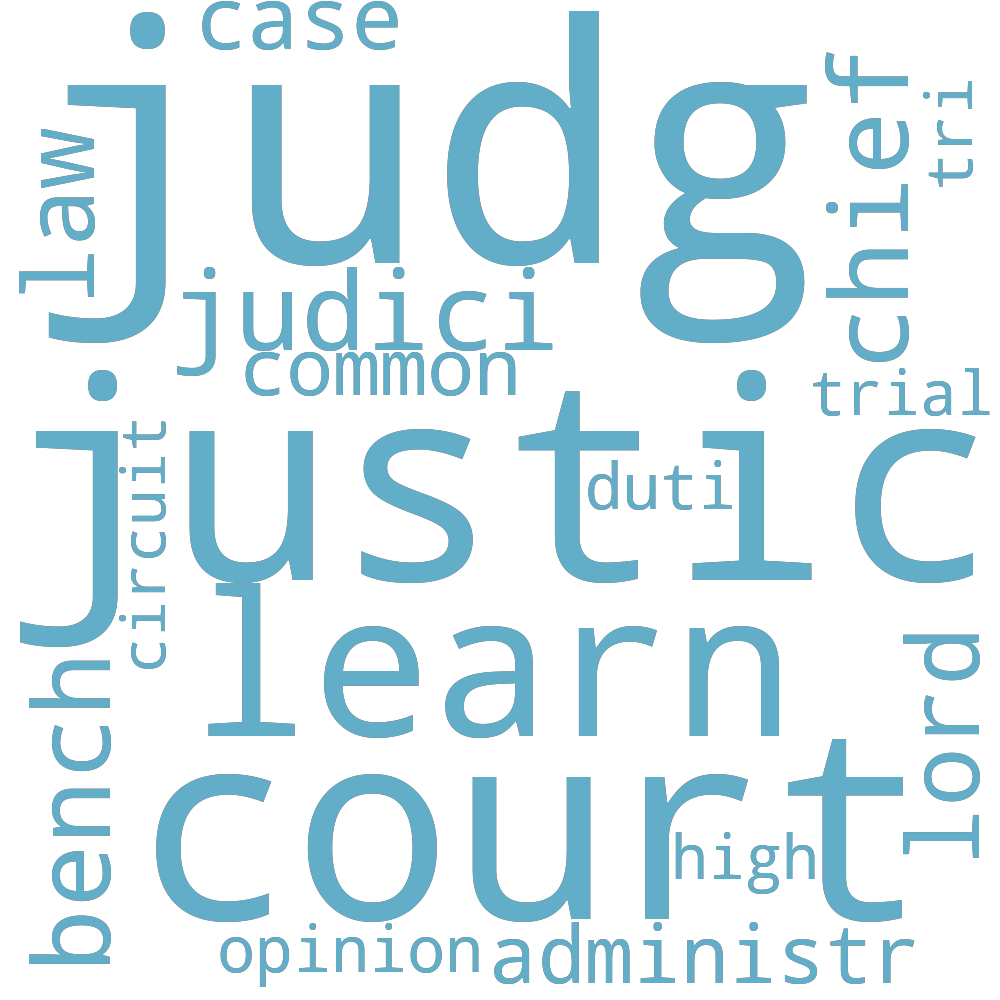 case
judg
law
chief
tri
judici
common
trial
justic
circuit
duti
learn
bench
lord
court
high
opinion
administr